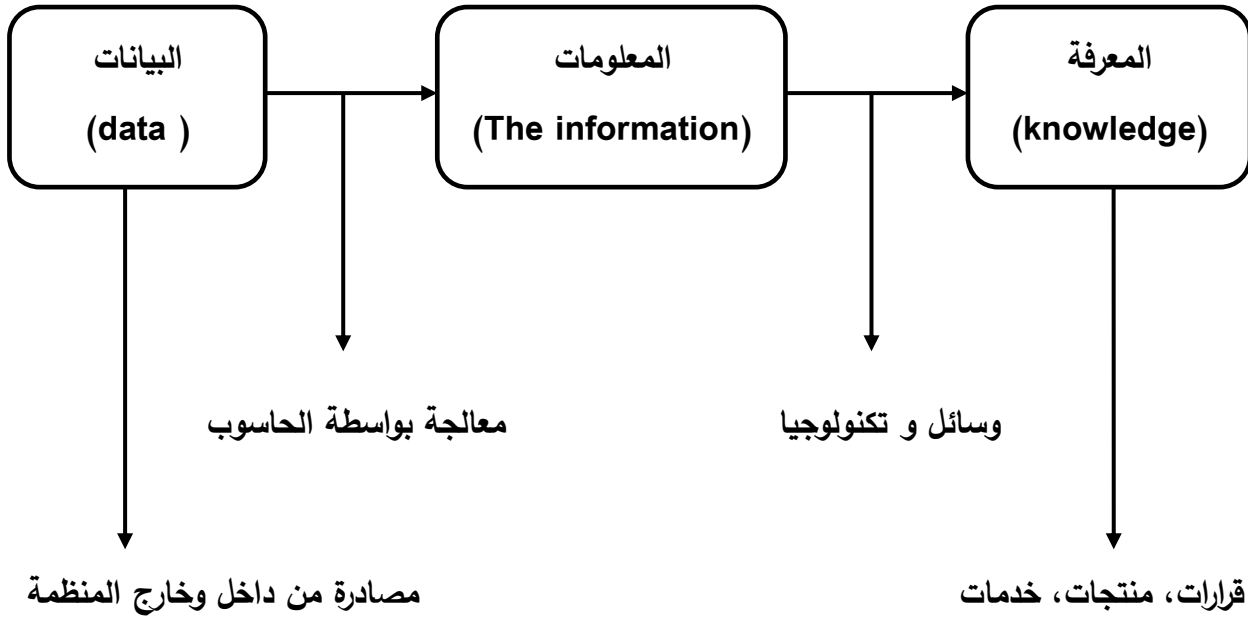 البيانات
(data )
المعلومات
(The information)
المعرفة
(knowledge)
معالجة بواسطة الحاسوب
وسائل و تكنولوجيا
مصادرة من داخل وخارج المنظمة
قرارات، منتجات، خدمات